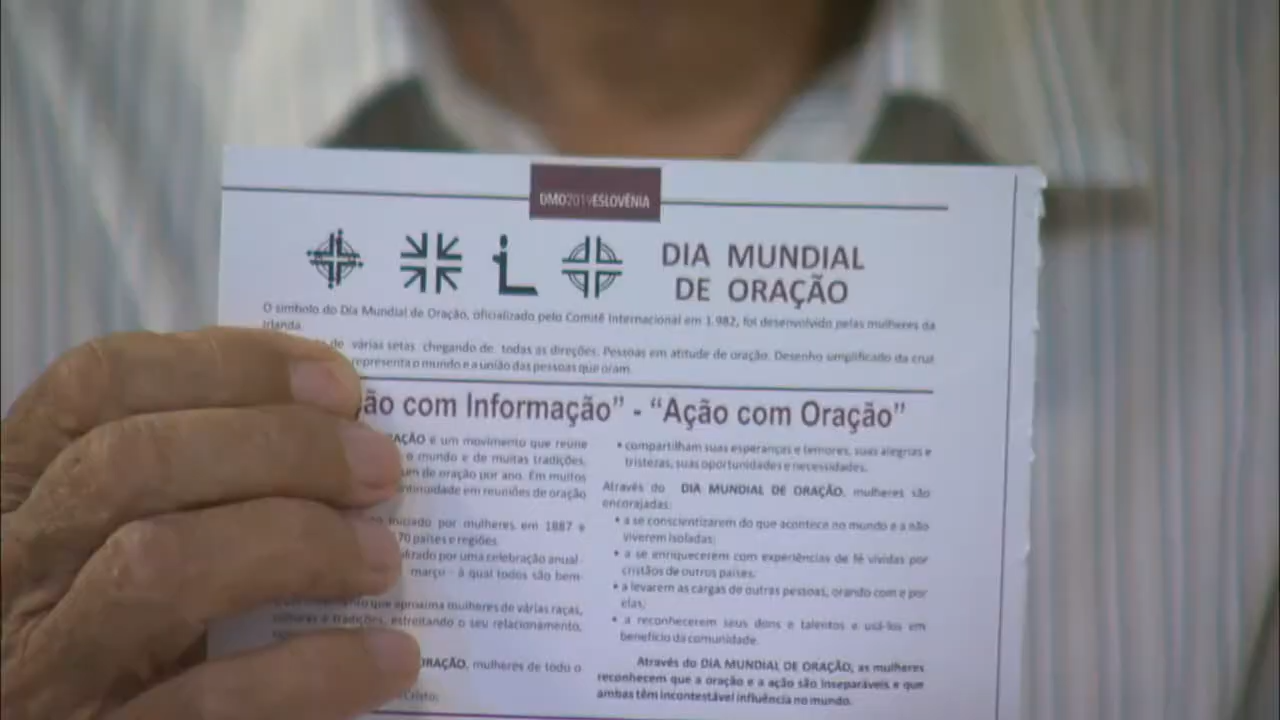 DMO2019ESLOVÊNIA
DIA MUNDIAL
DE ORAÇÃO
O símbolo do Dia Mundial de Oração, oficializado pelo Comitê Internacional em 1.982, foi desenvolvido pelas mulheres da
Irlanda.
de várias setas chegando de todas as direções. Pessoas em atitude de oração. Desenho simplificado da cruz
representa o mundo e a união das pessoas que oram.
ão com Informação” - “Ação com Oração”
AÇÃO é um movimento que reúne
o mundo e de muitas tradições,
de oração por ano. Em muitos
continuidade em reuniões de oração
iniciado por mulheres em 1887 e
70 países e regiões.
por uma celebração anual -
março - à qual todos são bem-
que aproxima mulheres de várias raças,
culturas e tradições, estreitando o seu relacionamento,
ORAÇÃO, mulheres de todo o
Cristo;
• compartilham suas esperanças e temores, suas alegrias e
tristezas, suas oportunidades e necessidades.
Através do DIA MUNDIAL DE ORAÇÃO, mulheres são
encorajadas:
• a se conscientizarem do que acontece no mundo e a não
viverem isoladas;
• a se enriquecerem com experiências de fé vividas por
cristãos de outros países;
• a levarem as cargas de outras pessoas, orando com e por
elas;
• a reconhecerem seus dons e talentos e usá-los em
benefício da comunidade.
Através do DIA MUNDIAL DE ORAÇÃO, as mulheres
reconhecem que a oração e a ação são inseparáveis e que
ambas têm incontestável influência no mundo.